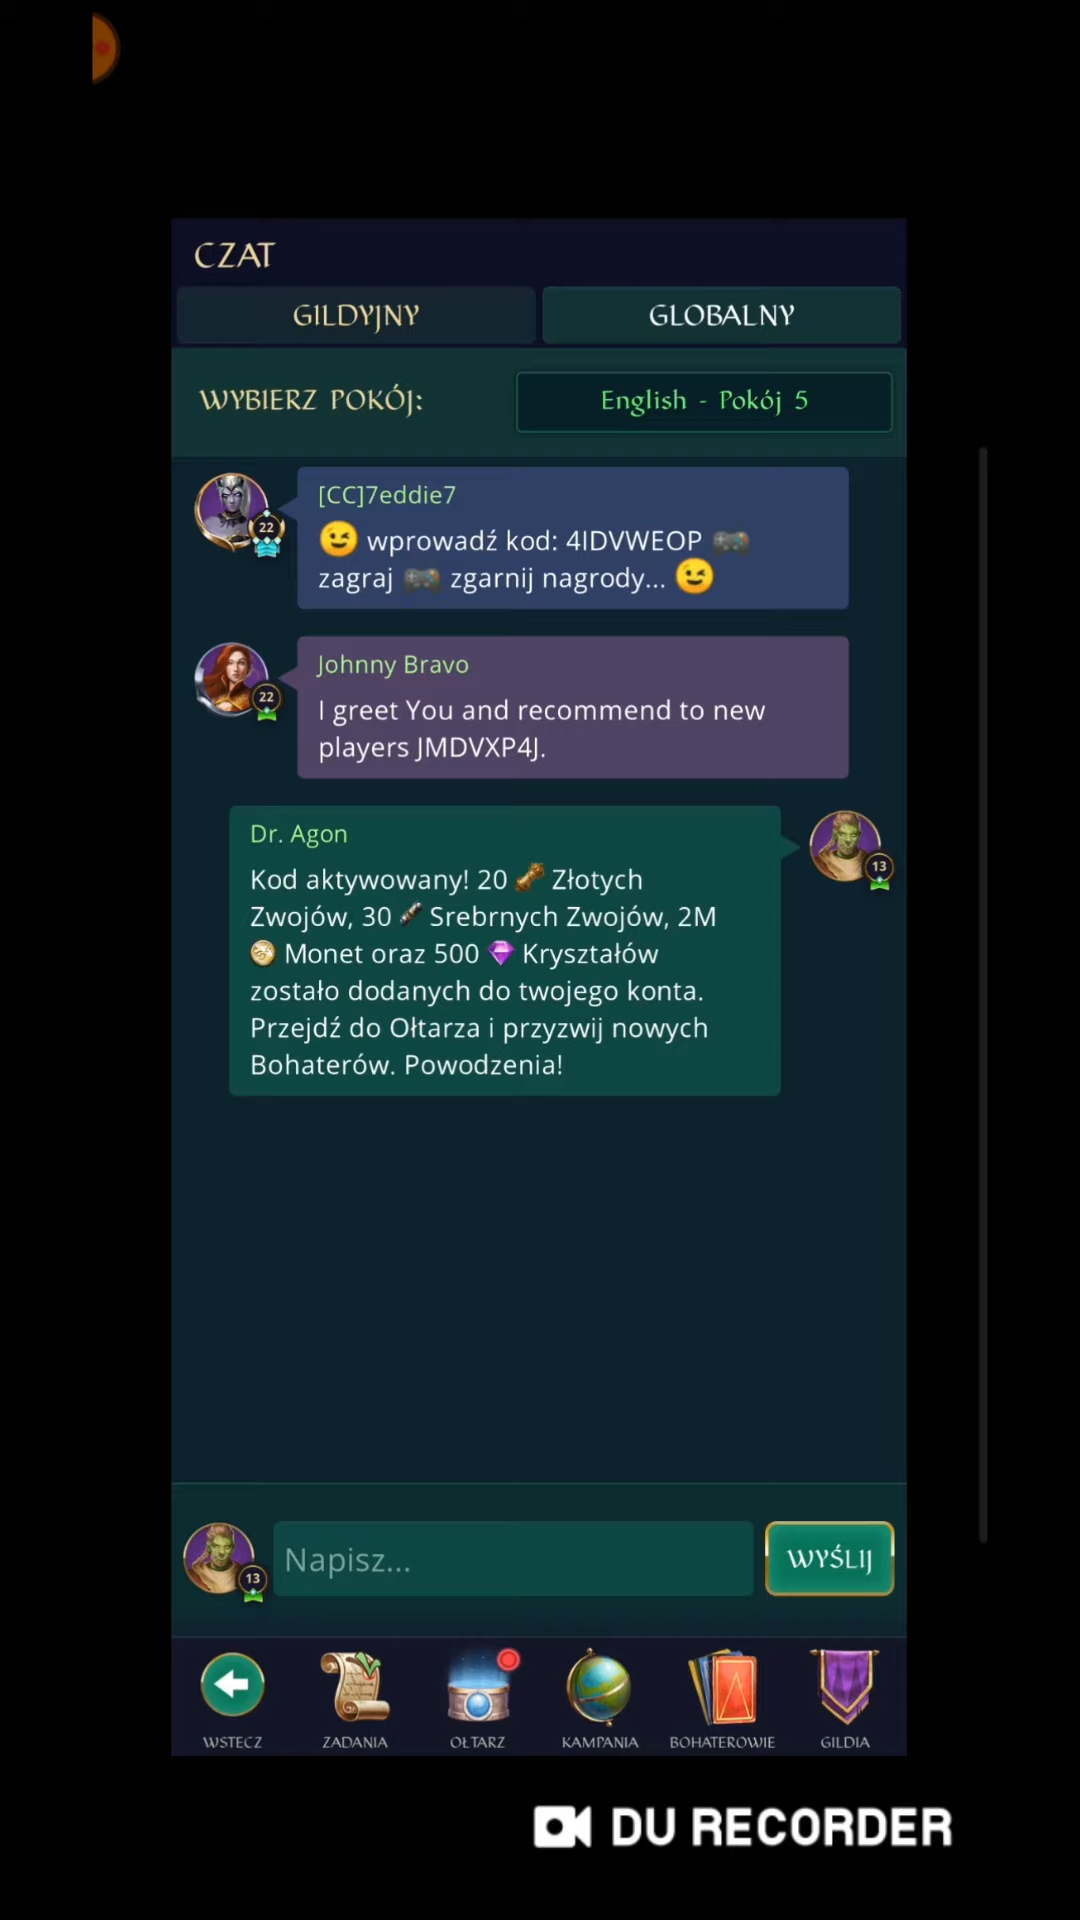 CZAT
GILDYJNY
GLOBALNY
WYBIERZ POKÓJ:
English - Pokój 5
[CC]7eddie7
😉 wprowadź kod: 4IDVWEOP 🎮
zagraj 🎮 zgarnij nagrody... 😉
22
Johnny Bravo
I greet You and recommend to new
players JMDVXP4J.
22
Dr. Agon
Kod aktywowany! 20 Złotych
Zwojów, 30 Srebrnych Zwojów, 2M
Monet oraz 500 Kryształów
zostało dodanych do twojego konta.
Przejdź do Ołtarza i przyzwij nowych
Bohaterów. Powodzenia!
13
13
Napisz...
WYŚLIJ
WSTECZ
ZADANIA
OŁTARZ
KAMPANIA
BOHATEROWIE
GILDIA
DU RECORDER